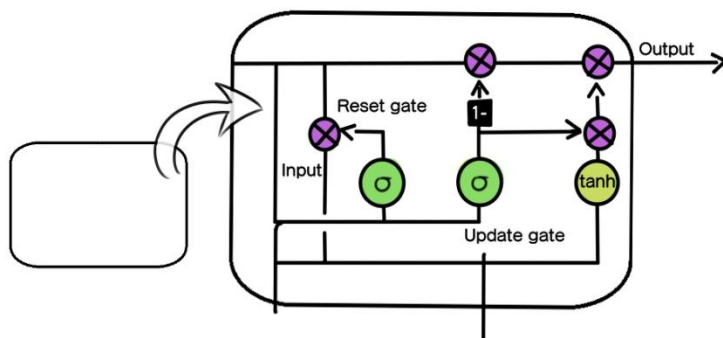 Output
1-
Reset gate
Input
σ
σ
tanh
Update gate